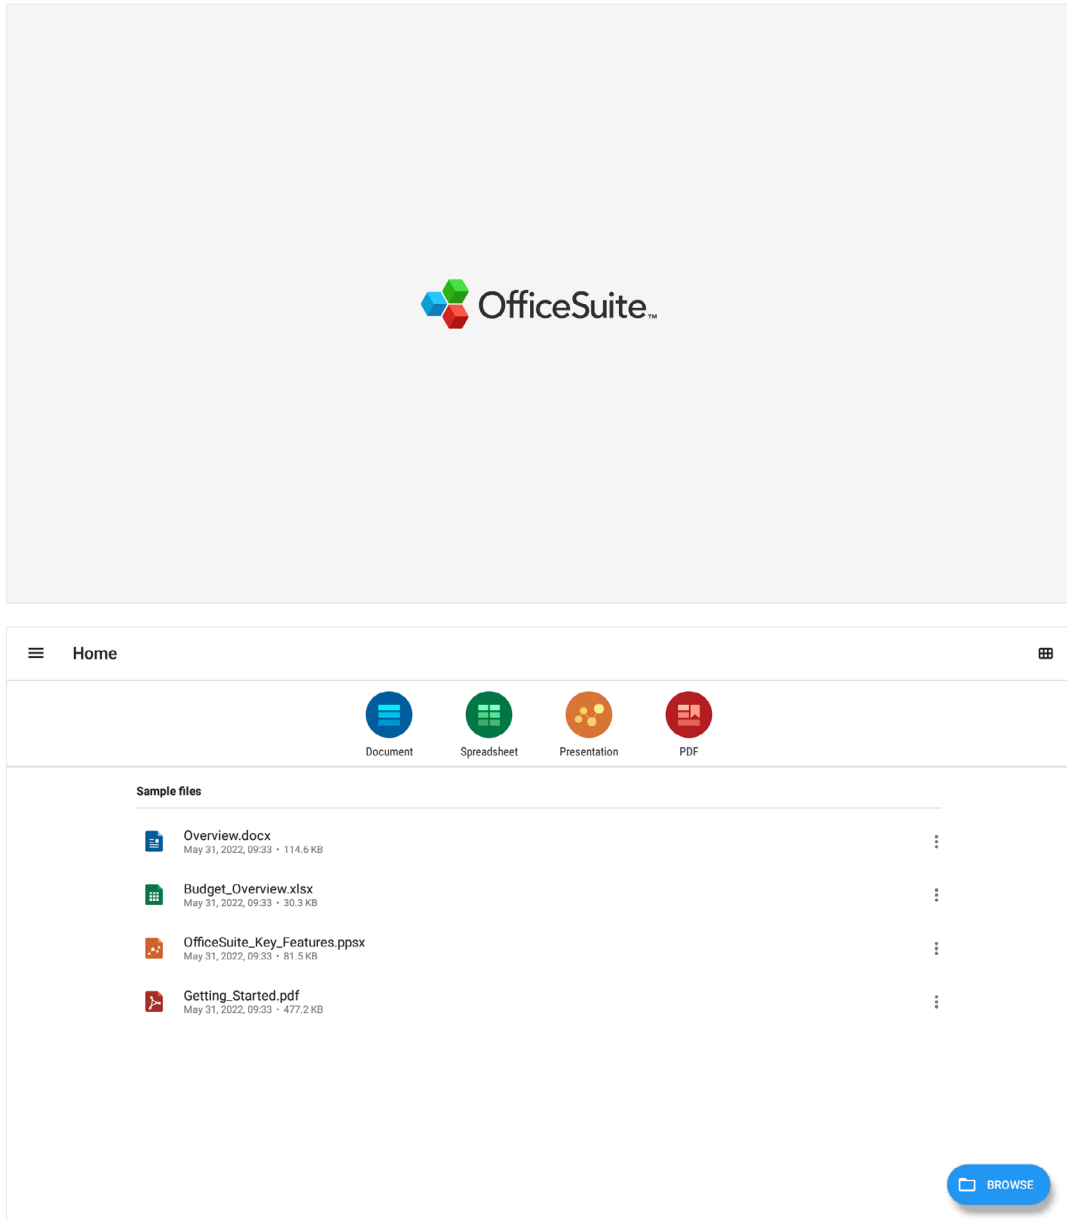 OfficeSuite™
Home
Document Spreadsheet Presentation PDF
Sample files
Overview.docx
May 31, 2022, 09:33 • 114.6 KB
Budget_Overview.xlsx
May 31, 2022, 09:33 • 30.3 KB
OfficeSuite_Key_Features.ppsx
May 31, 2022, 09:33 • 81.5 KB
Getting_Started.pdf
May 31, 2022, 09:33 • 477.2 KB
BROWSE